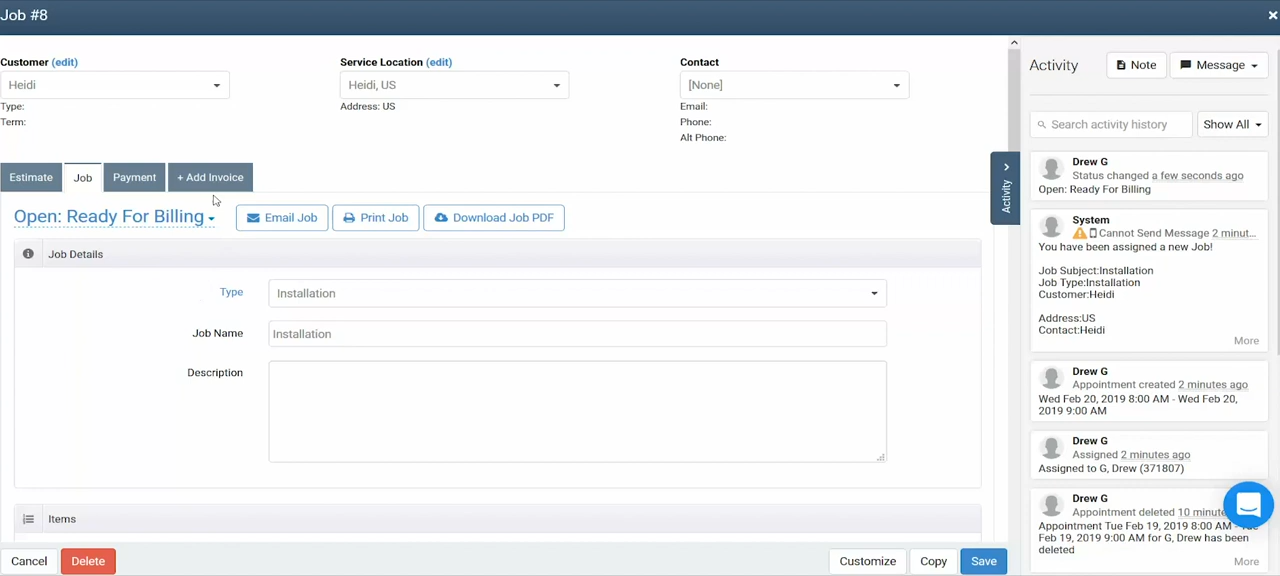 Job #8
Customer (edit)
Heidi
Type:
Term:
Service Location (edit)
Heidi, US
Address: US
Contact
[None]
Email:
Phone:
Alt Phone:
Estimate
Job
Payment
+ Add Invoice
Open: Ready For Billing
Email Job
Print Job
Download Job PDF
Job Details
Type
Installation
Job Name
Installation
Description
Items
Cancel
Delete
Customize
Copy
Save
Activity
Activity
Note
Message
Search activity history
Show All
Drew G
Status changed a few seconds ago
Open: Ready For Billing
System
Cannot Send Message 2 minut...
You have been assigned a new Job!
Job Subject:Installation
Job Type:Installation
Customer:Heidi
Address:US
Contact:Heidi
More
Drew G
Appointment created 2 minutes ago
Wed Feb 20, 2019 8:00 AM - Wed Feb
20, 2019 9:00 AM
Drew G
Assigned 2 minutes ago
Assigned to G, Drew (371807)
Drew G
Appointment deleted 10 minute
Appointment Tue Feb 19, 2019 8:00 AM - Tue
Feb 19, 2019 9:00 AM for G, Drew has been
deleted
More